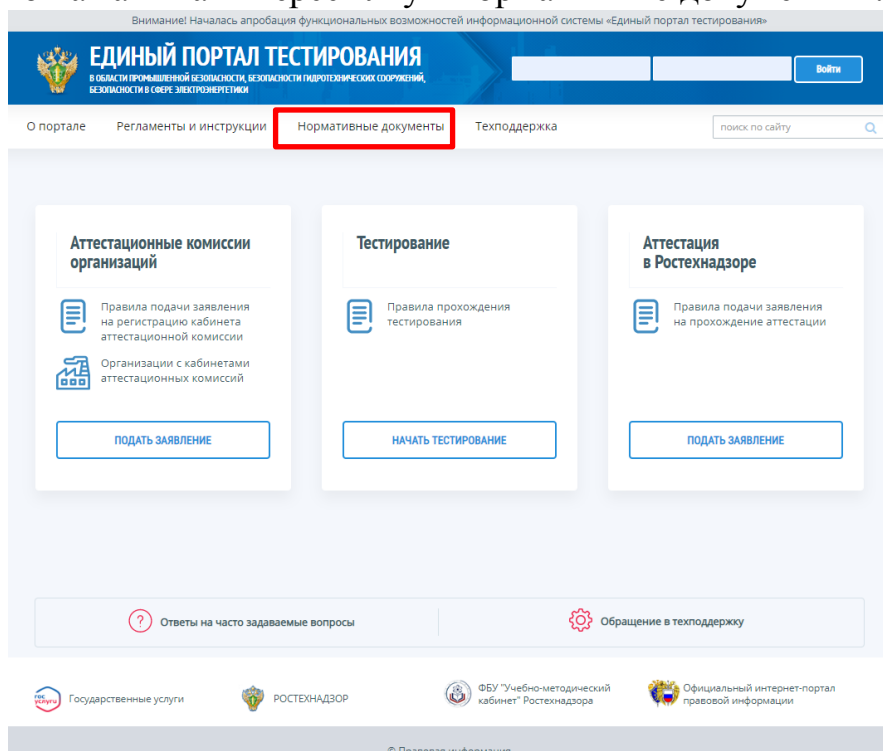 Внимание! Началась апробация функциональных возможностей информационной системы «Единый портал тестирования»
ЕДИНЫЙ ПОРТАЛ ТЕСТИРОВАНИЯ
В ОБЛАСТИ ПРОМЫШЛЕННОЙ БЕЗОПАСНОСТИ, БЕЗОПАСНОСТИ ГИДРОТЕХНИЧЕСКИХ СООРУЖЕНИЙ,
БЕЗОПАСНОСТИ В СФЕРЕ ЭЛЕКТРОЭНЕРГЕТИКИ
Войти
О портале Регламенты и инструкции Нормативные документы Техподдержка поиск по сайту
Аттестационные комиссии
организаций
Правила подачи заявления
на регистрацию кабинета
аттестационной комиссии
Организации с кабинетами
аттестационных комиссий
ПОДАТЬ ЗАЯВЛЕНИЕ
Тестирование
Правила прохождения
тестирования
НАЧАТЬ ТЕСТИРОВАНИЕ
Аттестация
в Ростехнадзоре
Правила подачи заявления
на прохождение аттестации
ПОДАТЬ ЗАЯВЛЕНИЕ
? Ответы на часто задаваемые вопросы
Обращение в техподдержку
гос
услуги
Государственные услуги
РОСТЕХНАДЗОР
ФБУ "Учебно-методический
кабинет" Ростехнадзора
Официальный интернет-портал
правовой информации
© Правовая информация